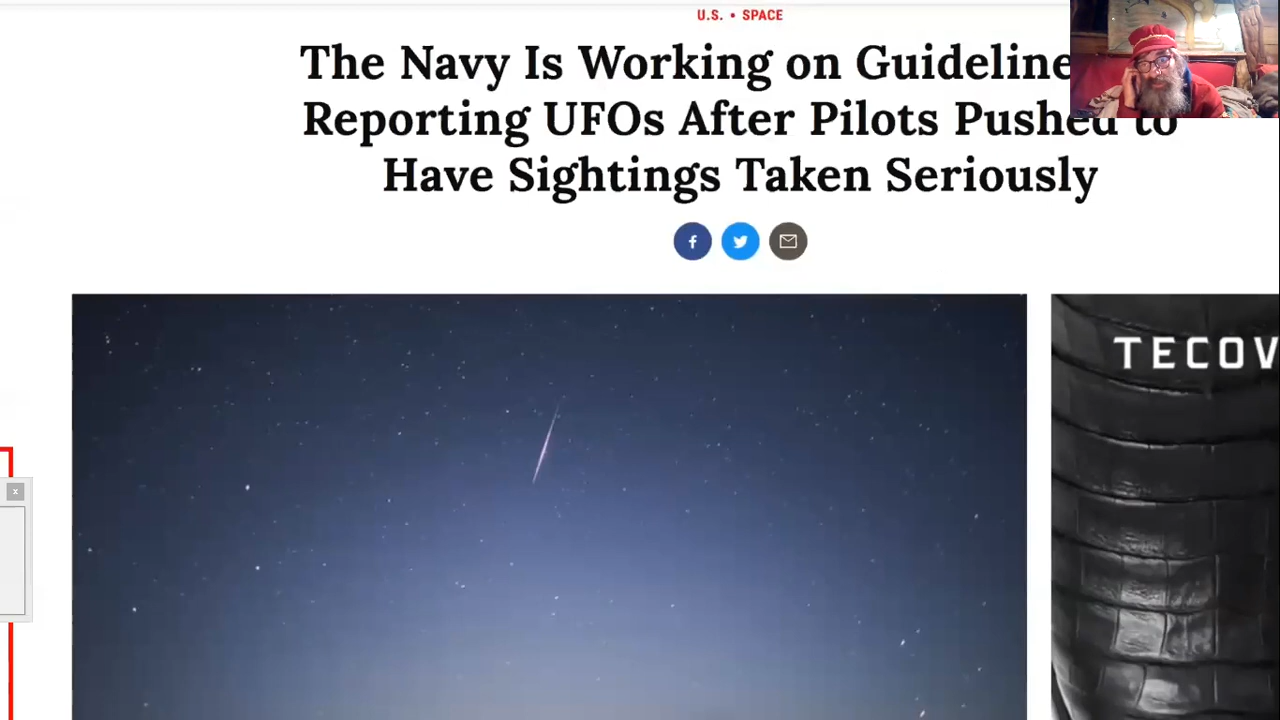 U.S. • SPACE
The Navy Is Working on Guideline
Reporting UFOs After Pilots Pushed to
Have Sightings Taken Seriously
f
x
TECOV